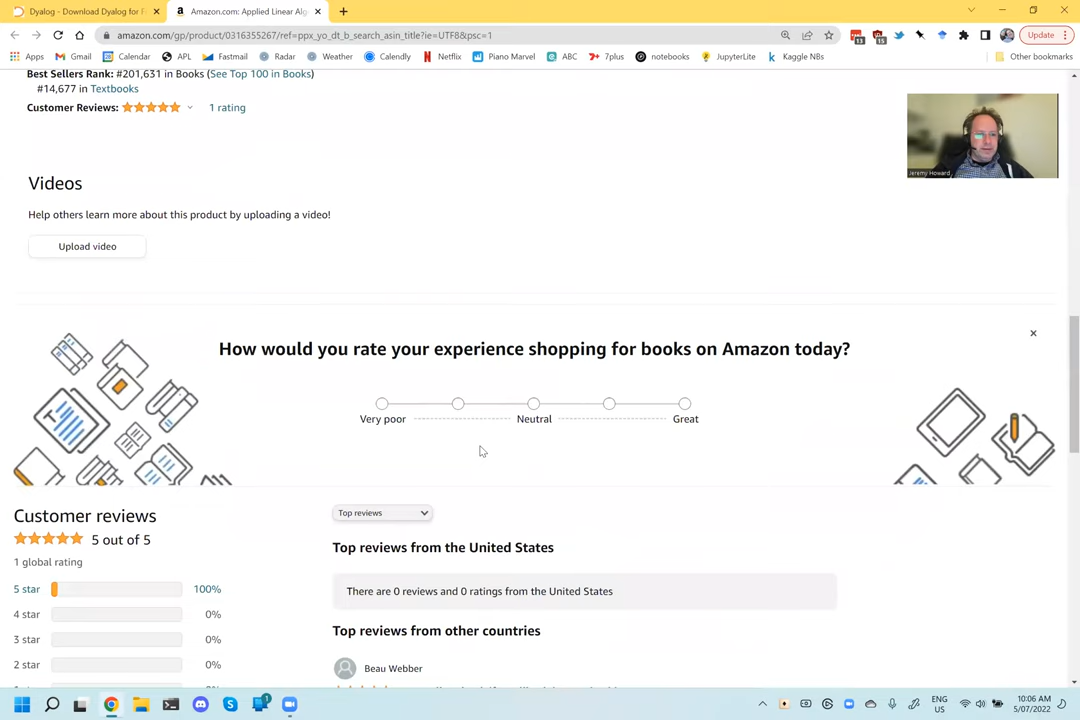 Dyalog - Download Dyalog for F
Amazon.com: Applied Linear Alg
amazon.com/gp/product/0316355267/ref=ppx_yo_dt_b_search_asin_title?ie=UTF8&psc=1
13
15
Update
Apps
Gmail
Calendar
APL
Fastmail
Radar
Weather
Calendly
Netflix
Piano Marvel
ABC
7plus
notebooks
JupyterLite
Kaggle NBs
Other bookmarks
Best Sellers Rank: #201,631 in Books (See Top 100 in Books)
#14,677 in Textbooks
Customer Reviews:
1 rating
Jeremy Howard
Videos
Help others learn more about this product by uploading a video!
Upload video
How would you rate your experience shopping for books on Amazon today?
Very poor
Neutral
Great
Customer reviews
5 out of 5
1 global rating
5 star 100%
4 star 0%
3 star 0%
2 star 0%
Top reviews
Top reviews from the United States
There are 0 reviews and 0 ratings from the United States
Top reviews from other countries
Beau Webber
ENG
US
10:06 AM
5/07/2022